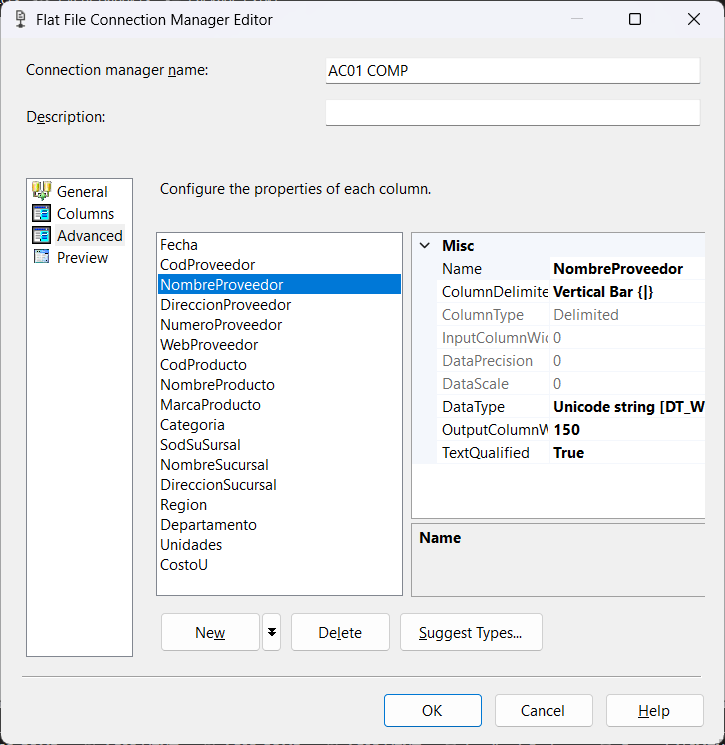 Flat File Connection Manager Editor
Connection manager name:
AC01 COMP
Description:
General
Columns
Advanced
Preview
Configure the properties of each column.
Fecha
CodProveedor
NombreProveedor
DireccionProveedor
NumeroProveedor
WebProveedor
CodProducto
NombreProducto
MarcaProducto
Categoria
SodSuSursal
NombreSucursal
DireccionSucursal
Region
Departamento
Unidades
CostoU
Misc
Name NombreProveedor
ColumnDelimite Vertical Bar {|}
ColumnType Delimited
InputColumnWi 0
DataPrecision 0
DataScale 0
DataType Unicode string [DT_W
OutputColumnW 150
TextQualified True
Name
New
Delete
Suggest Types...
OK
Cancel
Help